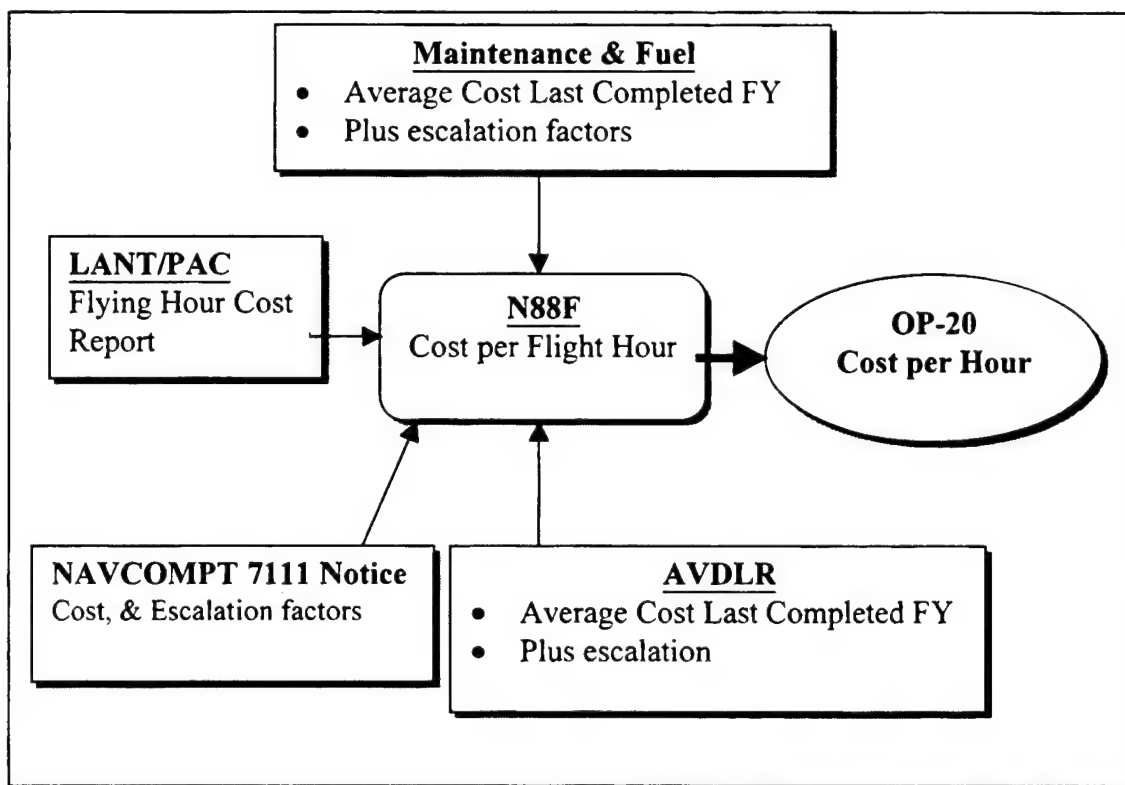 Maintenance & Fuel
• Average Cost Last Completed FY
• Plus escalation factors
LANT/PAC
Flying Hour Cost
Report
N88F
Cost per Flight Hour
OP-20
Cost per Hour
NAVCOMPT 7111 Notice
Cost, & Escalation factors
AVDLR
• Average Cost Last Completed FY
• Plus escalation